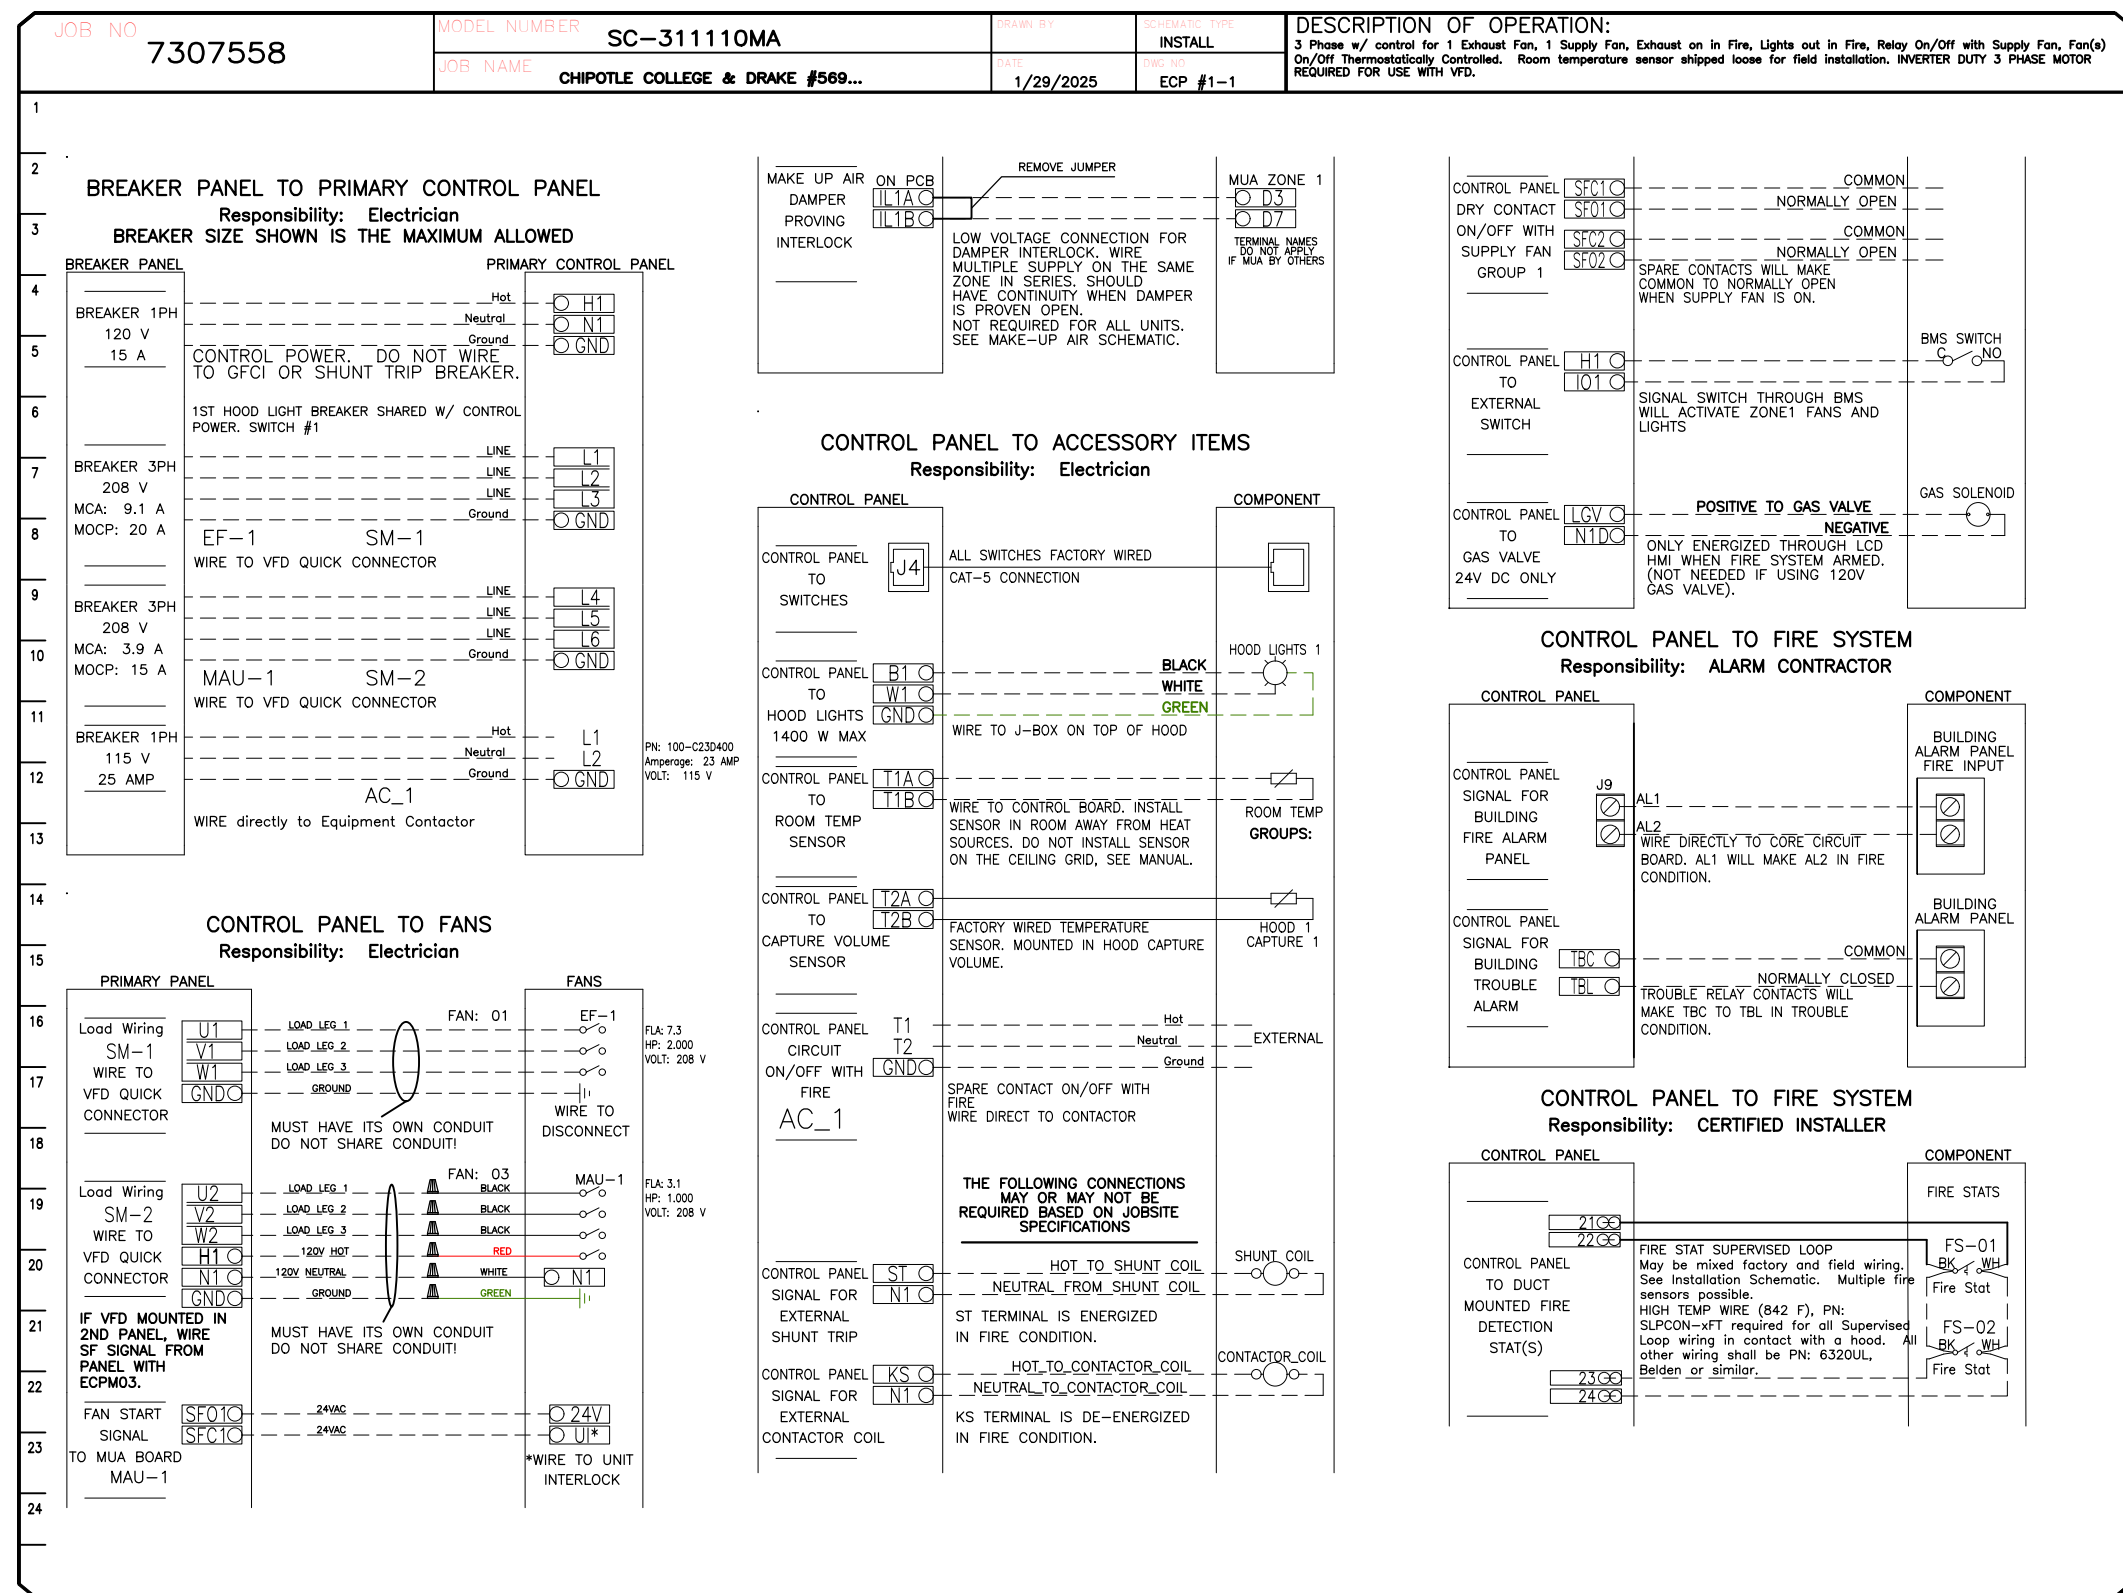 JOB NO
7307558
MODEL NUMBER
SC-311110MA
JOB NAME
CHIPOTLE COLLEGE & DRAKE #569...
DRAWN BY
SCHEMATIC TYPE
INSTALL
DATE
1/29/2025
DWG NO
ECP #1-1
DESCRIPTION OF OPERATION:
3 Phase w/ control for 1 Exhaust Fan, 1 Supply Fan, Exhaust on in Fire, Lights out in Fire, Relay On/Off with Supply Fan, Fan(s)
On/Off Thermostatically Controlled. Room temperature sensor shipped loose for field installation. INVERTER DUTY 3 PHASE MOTOR
REQUIRED FOR USE WITH VFD.
1
2
3
4
5
6
7
8
9
10
11
12
13
14
15
16
17
18
19
20
21
22
23
24
BREAKER PANEL TO PRIMARY CONTROL PANEL
Responsibility: Electrician
BREAKER SIZE SHOWN IS THE MAXIMUM ALLOWED
BREAKER PANEL
PRIMARY CONTROL PANEL
BREAKER 1PH
120 V
15 A
Hot
H1
Neutral
N1
Ground
GND
CONTROL POWER. DO NOT WIRE
TO GFCI OR SHUNT TRIP BREAKER.
1ST HOOD LIGHT BREAKER SHARED W/ CONTROL
POWER. SWITCH #1
BREAKER 3PH
208 V
MCA: 9.1 A
MOCP: 20 A
LINE
L1
LINE
L2
LINE
L3
Ground
GND
EF-1 SM-1
WIRE TO VFD QUICK CONNECTOR
BREAKER 3PH
208 V
MCA: 3.9 A
MOCP: 15 A
LINE
L4
LINE
L5
LINE
L6
Ground
GND
MAU-1 SM-2
WIRE TO VFD QUICK CONNECTOR
BREAKER 1PH
115 V
25 AMP
Hot
L1
Neutral
L2
Ground
GND
PN: 100-C23D400
Amperage: 23 AMP
VOLT: 115 V
AC_1
WIRE directly to Equipment Contactor
CONTROL PANEL TO FANS
Responsibility: Electrician
PRIMARY PANEL
FANS
Load Wiring
SM-1
WIRE TO
VFD QUICK
CONNECTOR
U1
V1
W1
GND
LOAD LEG 1
LOAD LEG 2
LOAD LEG 3
GROUND
FAN: 01
EF-1
FLA: 7.3
HP: 2.000
VOLT: 208 V
WIRE TO
DISCONNECT
MUST HAVE ITS OWN CONDUIT
DO NOT SHARE CONDUIT!
Load Wiring
SM-2
WIRE TO
VFD QUICK
CONNECTOR
U2
V2
W2
H1
N1
GND
LOAD LEG 1
LOAD LEG 2
LOAD LEG 3
120V HOT
120V NEUTRAL
GROUND
FAN: 03
BLACK
BLACK
BLACK
RED
WHITE
GREEN
MAU-1
N1
FLA: 3.1
HP: 1.000
VOLT: 208 V
IF VFD MOUNTED IN
2ND PANEL, WIRE
SF SIGNAL FROM
PANEL WITH
ECPM03.
MUST HAVE ITS OWN CONDUIT
DO NOT SHARE CONDUIT!
FAN START
SIGNAL
TO MUA BOARD
MAU-1
SF01
SFC1
24VAC
24VAC
24V
UI*
*WIRE TO UNIT
INTERLOCK
MAKE UP AIR
DAMPER
PROVING
INTERLOCK
ON PCB
IL1A
IL1B
REMOVE JUMPER
MUA ZONE 1
D3
D7
TERMINAL NAMES
DO NOT APPLY
IF MUA BY OTHERS
LOW VOLTAGE CONNECTION FOR
DAMPER INTERLOCK. WIRE
MULTIPLE SUPPLY ON THE SAME
ZONE IN SERIES. SHOULD
HAVE CONTINUITY WHEN DAMPER
IS PROVEN OPEN.
NOT REQUIRED FOR ALL UNITS.
SEE MAKE-UP AIR SCHEMATIC.
CONTROL PANEL TO ACCESSORY ITEMS
Responsibility: Electrician
CONTROL PANEL
COMPONENT
CONTROL PANEL
TO
SWITCHES
J4
ALL SWITCHES FACTORY WIRED
CAT-5 CONNECTION
CONTROL PANEL
TO
HOOD LIGHTS
1400 W MAX
B1
W1
GND
BLACK
WHITE
GREEN
HOOD LIGHTS 1
WIRE TO J-BOX ON TOP OF HOOD
CONTROL PANEL
TO
ROOM TEMP
SENSOR
T1A
T1B
WIRE TO CONTROL BOARD. INSTALL
SENSOR IN ROOM AWAY FROM HEAT
SOURCES. DO NOT INSTALL SENSOR
ON THE CEILING GRID, SEE MANUAL.
ROOM TEMP
GROUPS:
CONTROL PANEL
TO
CAPTURE VOLUME
SENSOR
T2A
T2B
FACTORY WIRED TEMPERATURE
SENSOR. MOUNTED IN HOOD CAPTURE
VOLUME.
HOOD 1
CAPTURE 1
CONTROL PANEL
CIRCUIT
ON/OFF WITH
FIRE
AC_1
T1
T2
GND
Hot
Neutral
Ground
EXTERNAL
SPARE CONTACT ON/OFF WITH
FIRE
WIRE DIRECT TO CONTACTOR
THE FOLLOWING CONNECTIONS
MAY OR MAY NOT BE
REQUIRED BASED ON JOBSITE
SPECIFICATIONS
CONTROL PANEL
SIGNAL FOR
EXTERNAL
SHUNT TRIP
ST
N1
HOT TO SHUNT COIL
NEUTRAL FROM SHUNT COIL
SHUNT COIL
ST TERMINAL IS ENERGIZED
IN FIRE CONDITION.
CONTROL PANEL
SIGNAL FOR
EXTERNAL
CONTACTOR COIL
KS
N1
HOT_TO_CONTACTOR_COIL
NEUTRAL_TO_CONTACTOR_COIL
CONTACTOR_COIL
KS TERMINAL IS DE-ENERGIZED
IN FIRE CONDITION.
CONTROL PANEL
DRY CONTACT
ON/OFF WITH
SUPPLY FAN
GROUP 1
SFC1
SF01
SFC2
SF02
COMMON
NORMALLY OPEN
COMMON
NORMALLY OPEN
SPARE CONTACTS WILL MAKE
COMMON TO NORMALLY OPEN
WHEN SUPPLY FAN IS ON.
CONTROL PANEL
TO
EXTERNAL
SWITCH
H1
IO1
BMS SWITCH
C NO
SIGNAL SWITCH THROUGH BMS
WILL ACTIVATE ZONE1 FANS AND
LIGHTS
CONTROL PANEL
TO
GAS VALVE
24V DC ONLY
LGV
N1D
POSITIVE TO GAS VALVE
NEGATIVE
GAS SOLENOID
ONLY ENERGIZED THROUGH LCD
HMI WHEN FIRE SYSTEM ARMED.
(NOT NEEDED IF USING 120V
GAS VALVE).
CONTROL PANEL TO FIRE SYSTEM
Responsibility: ALARM CONTRACTOR
CONTROL PANEL
COMPONENT
CONTROL PANEL
SIGNAL FOR
BUILDING
FIRE ALARM
PANEL
J9
AL1
AL2
WIRE DIRECTLY TO CORE CIRCUIT
BOARD. AL1 WILL MAKE AL2 IN FIRE
CONDITION.
BUILDING
ALARM PANEL
FIRE INPUT
CONTROL PANEL
SIGNAL FOR
BUILDING
TROUBLE
ALARM
TBC
TBL
COMMON
NORMALLY CLOSED
TROUBLE RELAY CONTACTS WILL
MAKE TBC TO TBL IN TROUBLE
CONDITION.
BUILDING
ALARM PANEL
CONTROL PANEL TO FIRE SYSTEM
Responsibility: CERTIFIED INSTALLER
CONTROL PANEL
COMPONENT
CONTROL PANEL
TO DUCT
MOUNTED FIRE
DETECTION
STAT(S)
21
22
23
24
FIRE STAT SUPERVISED LOOP
May be mixed factory and field wiring.
See Installation Schematic. Multiple fire
sensors possible.
HIGH TEMP WIRE (842 F), PN:
SLPCON-xFT required for all Supervised
Loop wiring in contact with a hood. All
other wiring shall be PN: 6320UL,
Belden or similar.
FIRE STATS
FS-01
BK WH
Fire Stat
FS-02
BK WH
Fire Stat